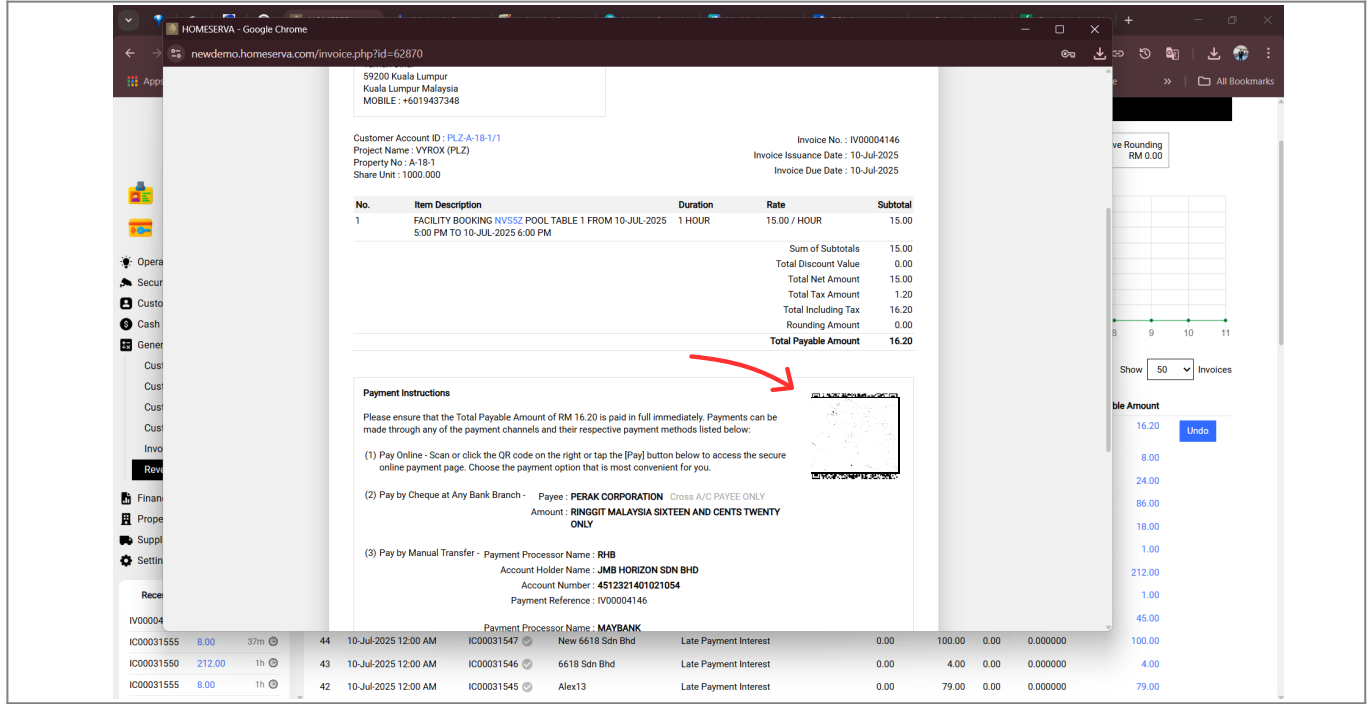 HOMESERVA - Google Chrome
newdemo.homeserva.com/invoice.php?id=62870
Apps
All Bookmarks
59200 Kuala Lumpur
Kuala Lumpur Malaysia
MOBILE : +6019437348
Customer Account ID : PLZ-A-18-1/1
Project Name : VYROX (PLZ)
Property No : A-18-1
Share Unit : 1000.000
Invoice No. : IV00004146
Invoice Issuance Date : 10-Jul-2025
Invoice Due Date : 10-Jul-2025
No. Item Description Duration Rate Subtotal
1 FACILITY BOOKING NVS5Z POOL TABLE 1 FROM 10-JUL-2025 1 HOUR 15.00 / HOUR 15.00
5:00 PM TO 10-JUL-2025 6:00 PM
Sum of Subtotals 15.00
Total Discount Value 0.00
Total Net Amount 15.00
Total Tax Amount 1.20
Total Including Tax 16.20
Rounding Amount 0.00
Total Payable Amount 16.20
Payment Instructions
Please ensure that the Total Payable Amount of RM 16.20 is paid in full immediately. Payments can be
made through any of the payment channels and their respective payment methods listed below:
(1) Pay Online - Scan or click the QR code on the right or tap the [Pay] button below to access the secure
online payment page. Choose the payment option that is most convenient for you.
(2) Pay by Cheque at Any Bank Branch - Payee : PERAK CORPORATION Cross A/C PAYEE ONLY
Amount : RINGGIT MALAYSIA SIXTEEN AND CENTS TWENTY
ONLY
(3) Pay by Manual Transfer - Payment Processor Name : RHB
Account Holder Name : JMB HORIZON SDN BHD
Account Number : 4512321401021054
Payment Reference : IV00004146
Payment Processor Name : MAYBANK
Opera
Secur
Custo
Cash
Gener
Cust
Cust
Cust
Cust
Invo
Reve
Finan
Prope
Suppl
Settin
Rece
IV00004
IC00031555 8.00 37m
IC00031550 212.00 1h
IC00031555 8.00 1h
ve Rounding
RM 0.00
8 9 10 11
Show 50 Invoices
ble Amount
16.20 Undo
8.00
24.00
86.00
18.00
1.00
212.00
1.00
45.00
44 10-Jul-2025 12:00 AM IC00031547 New 6618 Sdn Bhd Late Payment Interest 0.00 100.00 0.00 0.000000 100.00
43 10-Jul-2025 12:00 AM IC00031546 6618 Sdn Bhd Late Payment Interest 0.00 4.00 0.00 0.000000 4.00
42 10-Jul-2025 12:00 AM IC00031545 Alex13 Late Payment Interest 0.00 79.00 0.00 0.000000 79.00